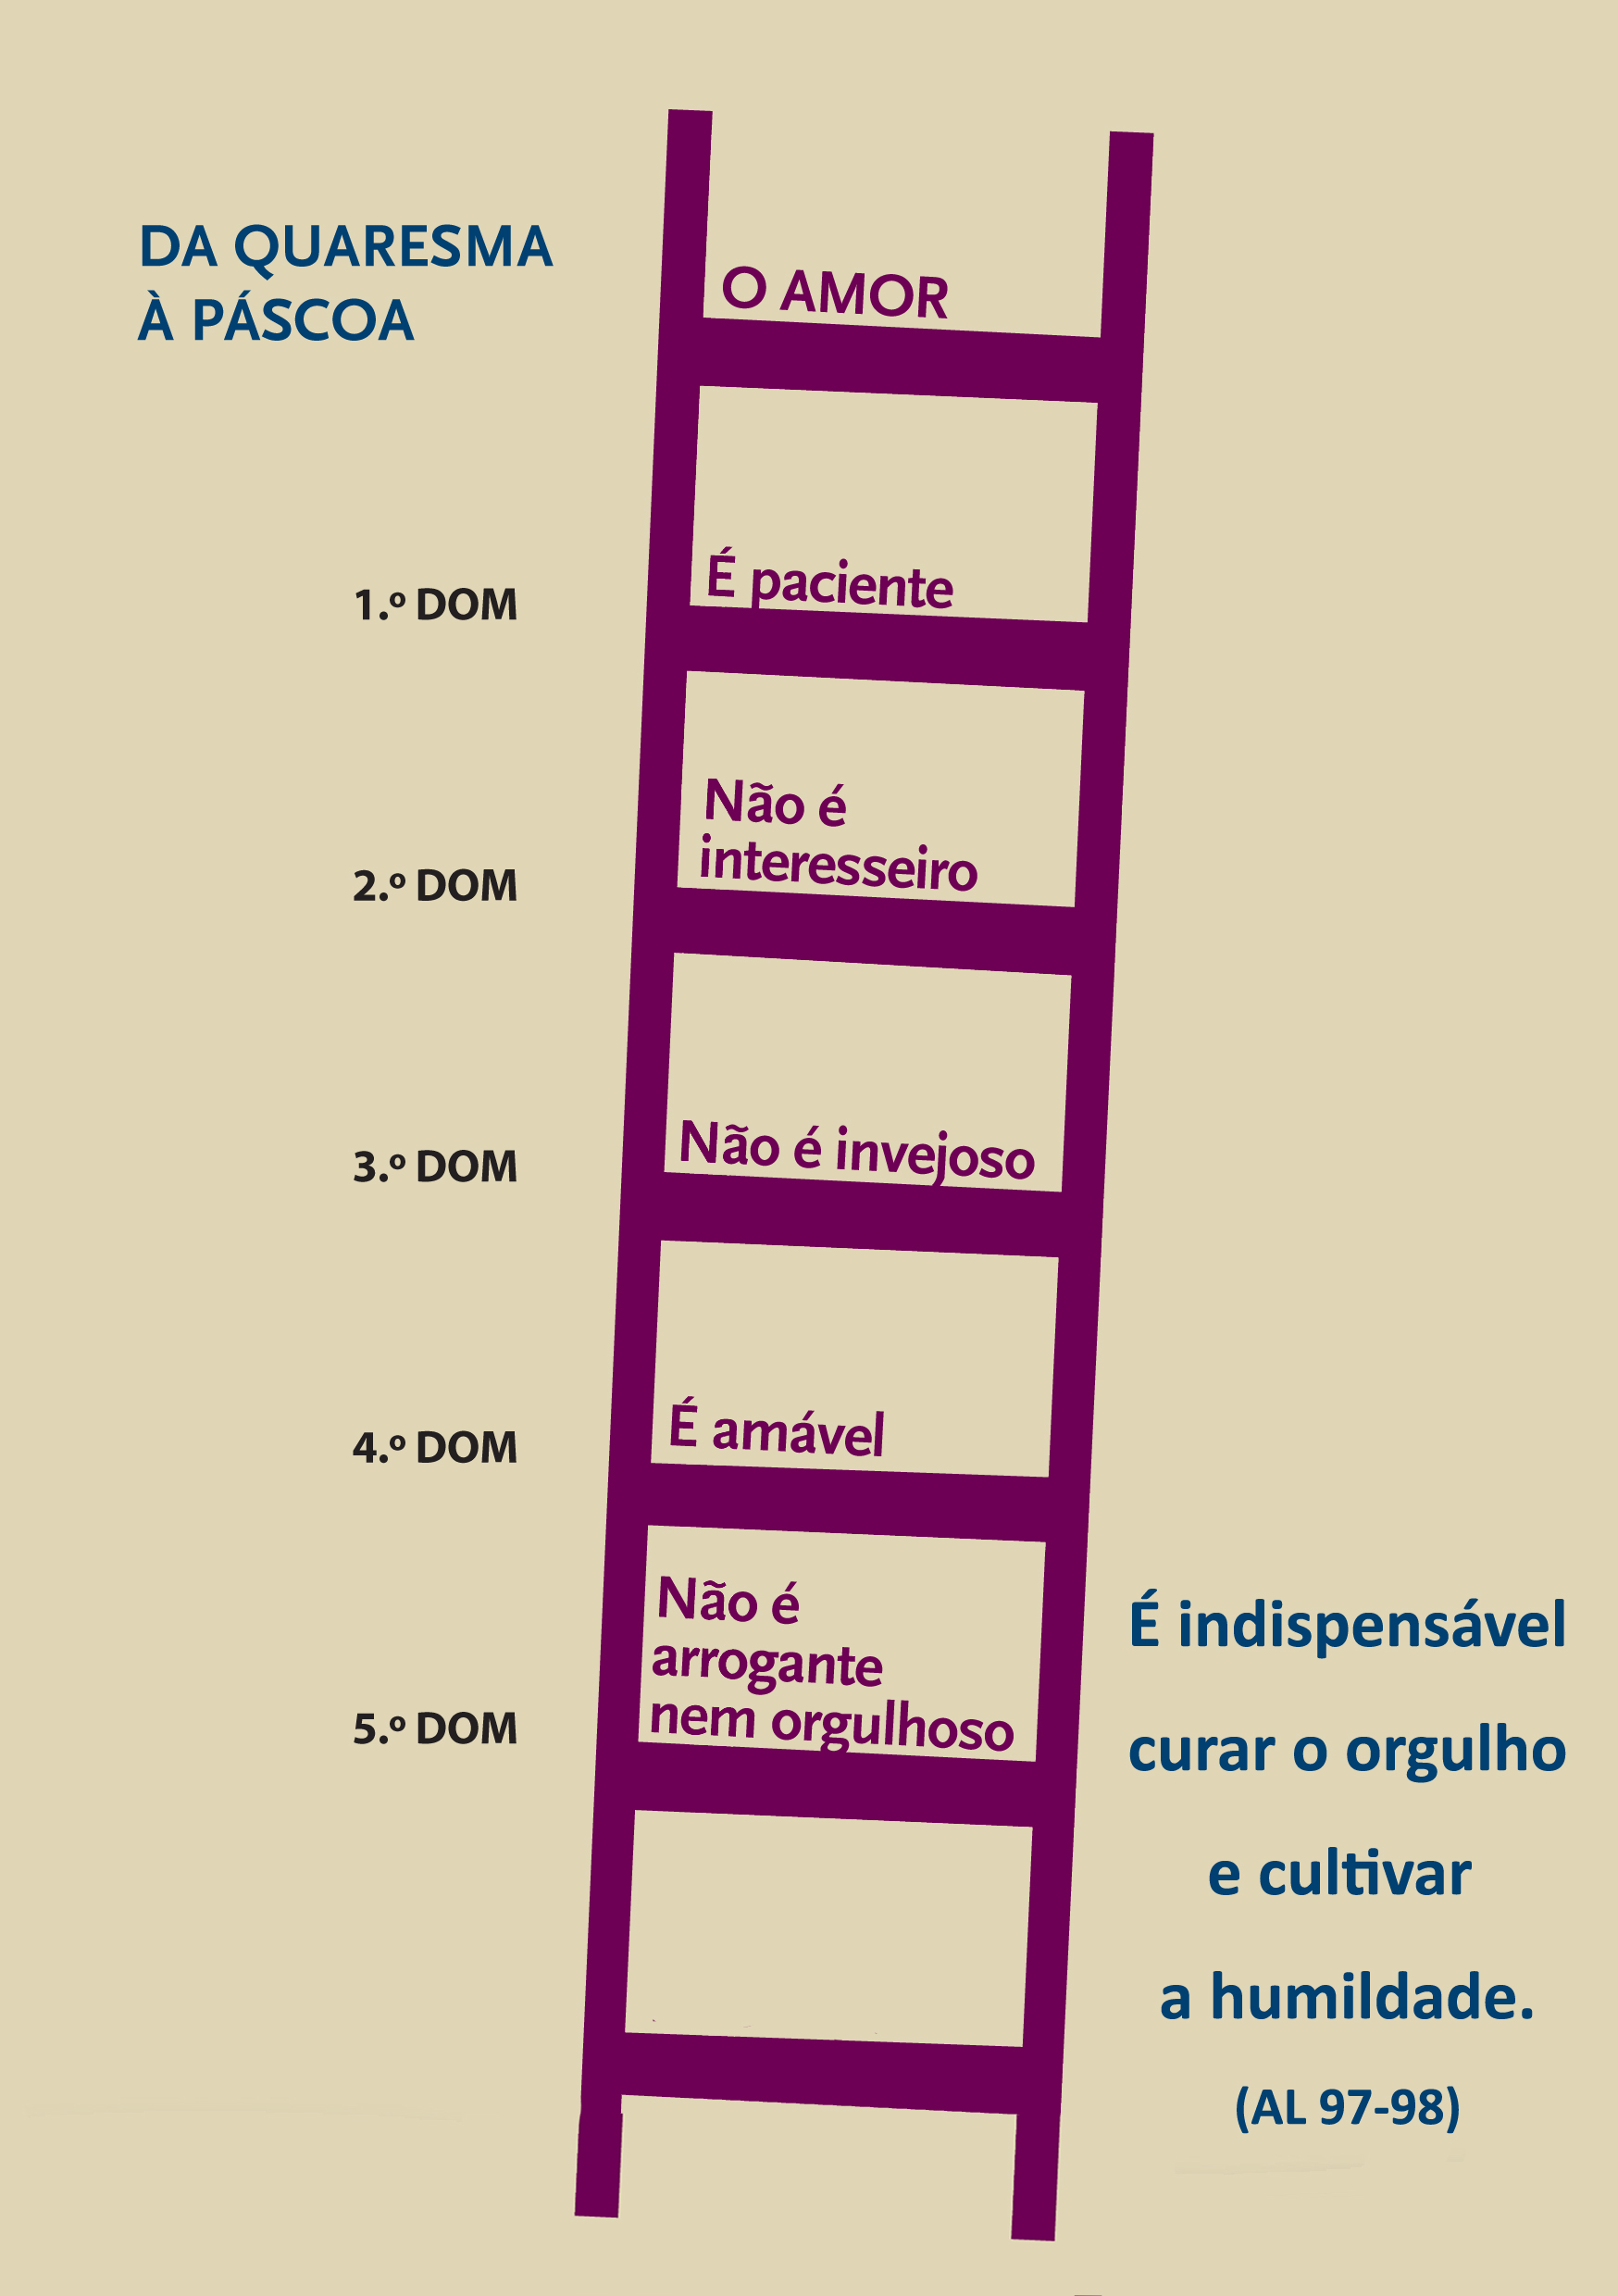 DA QUARESMA
À PÁSCOA
O AMOR
1.º DOM
É paciente
2.º DOM
Não é
interesseiro
3.º DOM
Não é invejoso
4.º DOM
É amável
5.º DOM
Não é
arrogante
nem orgulhoso
É indispensável
curar o orgulho
e cultivar
a humildade.
(AL 97-98)